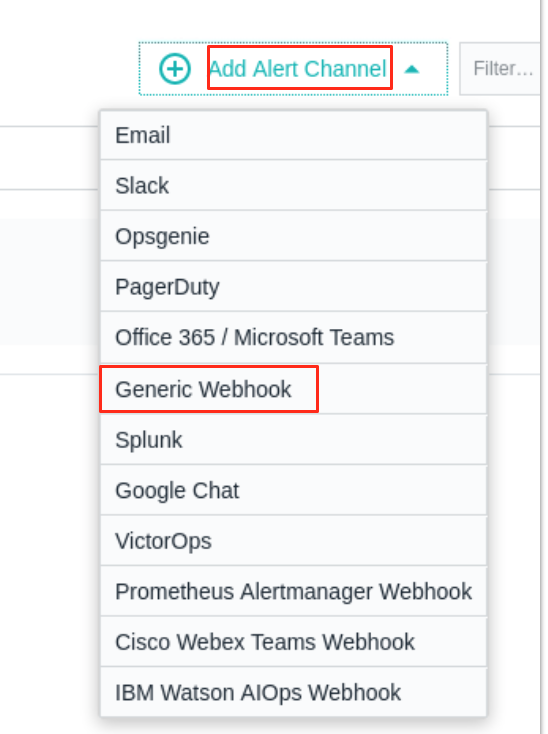 Add Alert Channel
Filter...
Email
Slack
Opsgenie
PagerDuty
Office 365 / Microsoft Teams
Generic Webhook
Splunk
Google Chat
VictorOps
Prometheus Alertmanager Webhook
Cisco Webex Teams Webhook
IBM Watson AIOps Webhook